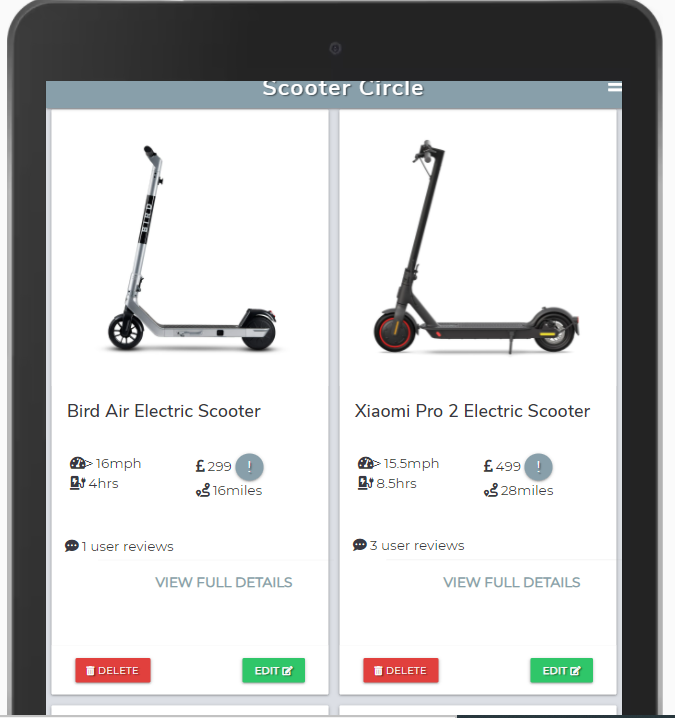 Scooter Circle
BIRD
Bird Air Electric Scooter
> 16mph
£ 299 !
4hrs
16miles
1 user reviews
VIEW FULL DETAILS
DELETE
EDIT
Xiaomi Pro 2 Electric Scooter
> 15.5mph
£ 499 !
8.5hrs
28miles
3 user reviews
VIEW FULL DETAILS
DELETE
EDIT